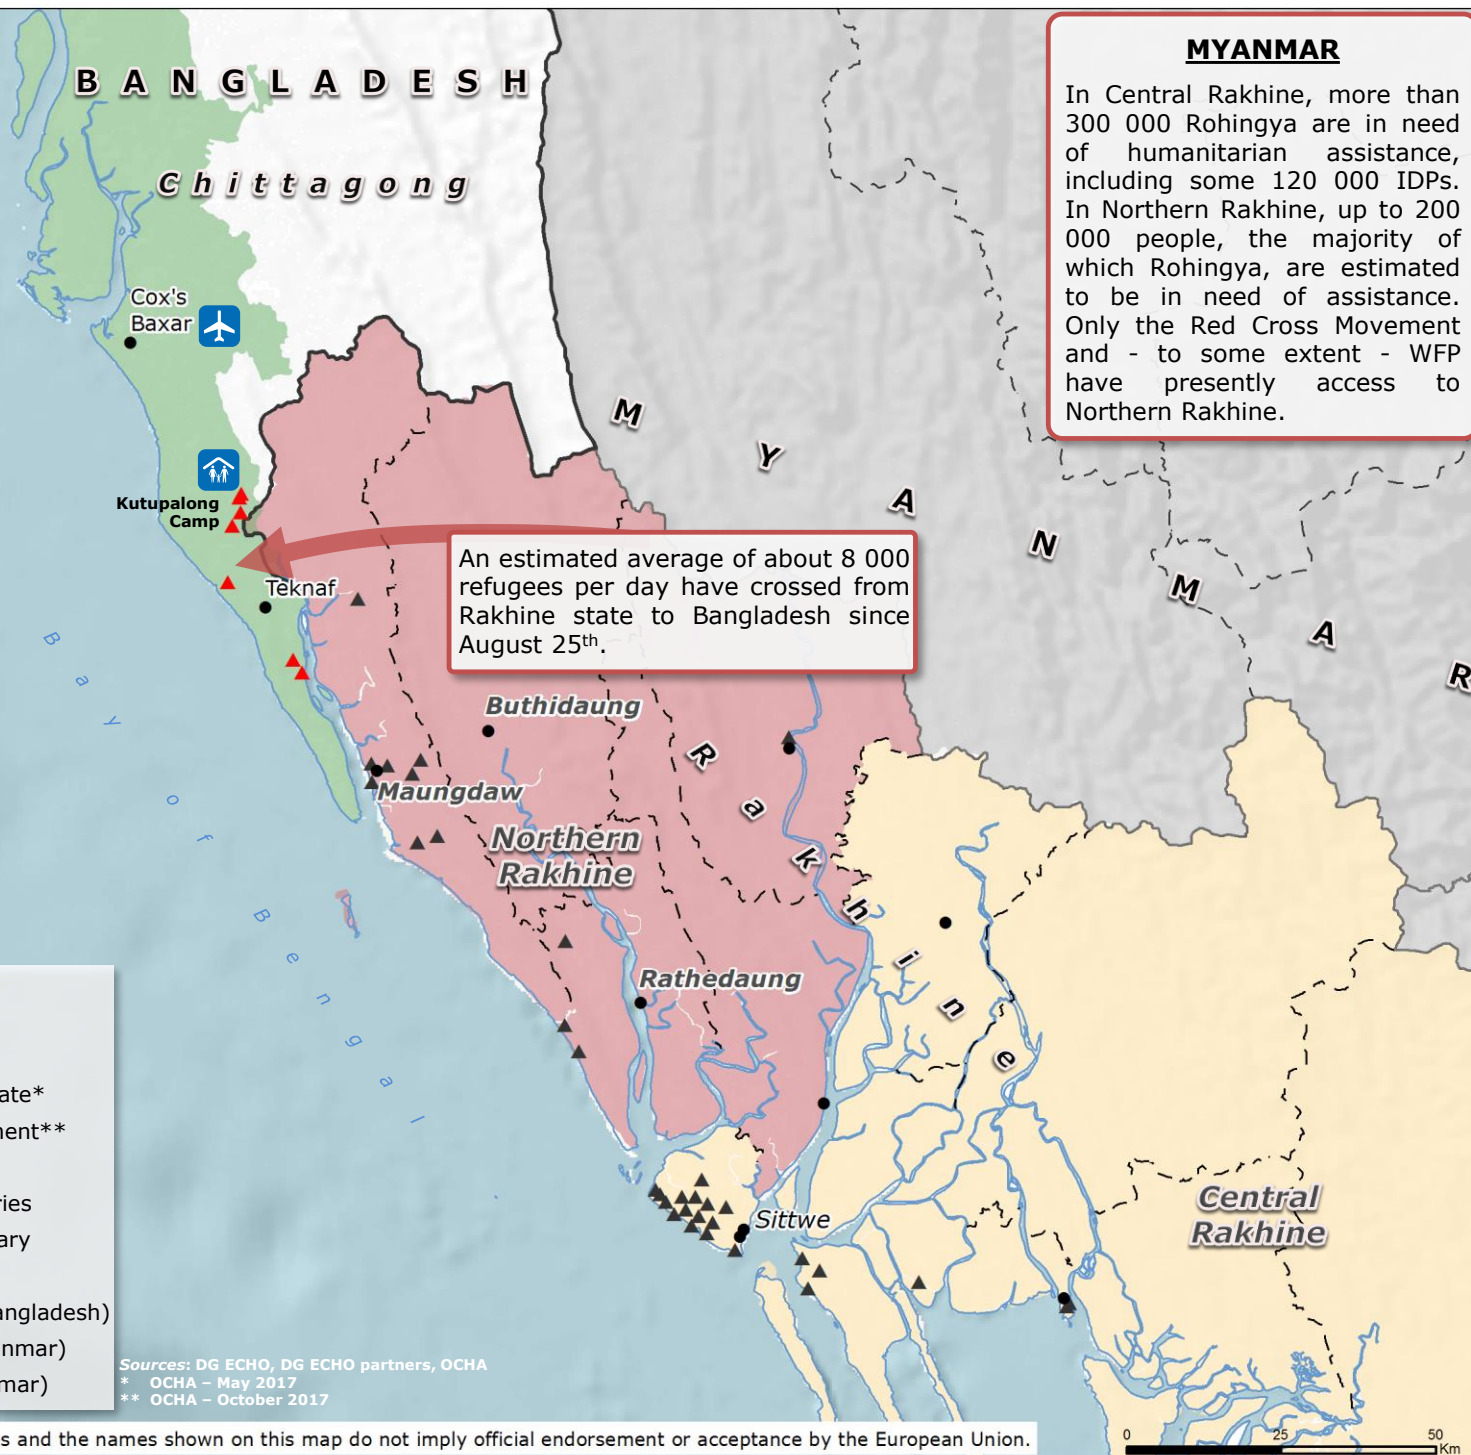 BANGLADESH
Chittagong
Cox's
Baxar
Kutupalong
Camp
Teknaf
MYANMAR
In Central Rakhine, more than
300 000 Rohingya are in need
of humanitarian assistance,
including some 120 000 IDPs.
In Northern Rakhine, up to 200
000 people, the majority of
which Rohingya, are estimated
to be in need of assistance.
Only the Red Cross Movement
and - to some extent - WFP
have presently access to
Northern Rakhine.
MYANMAR
An estimated average of about 8 000
refugees per day have crossed from
Rakhine state to Bangladesh since
August 25th.
Buthidaung
Maungdaw
Northern
Rakhine
Rakhine
Rathedaung
Bay of Bengal
Sittwe
Central
Rakhine
ate*
ment**
ries
ary
angladesh)
nmar)
mar)
Sources: DG ECHO, DG ECHO partners, OCHA
* OCHA – May 2017
** OCHA – October 2017
s and the names shown on this map do not imply official endorsement or acceptance by the European Union.
0 25 50
Km